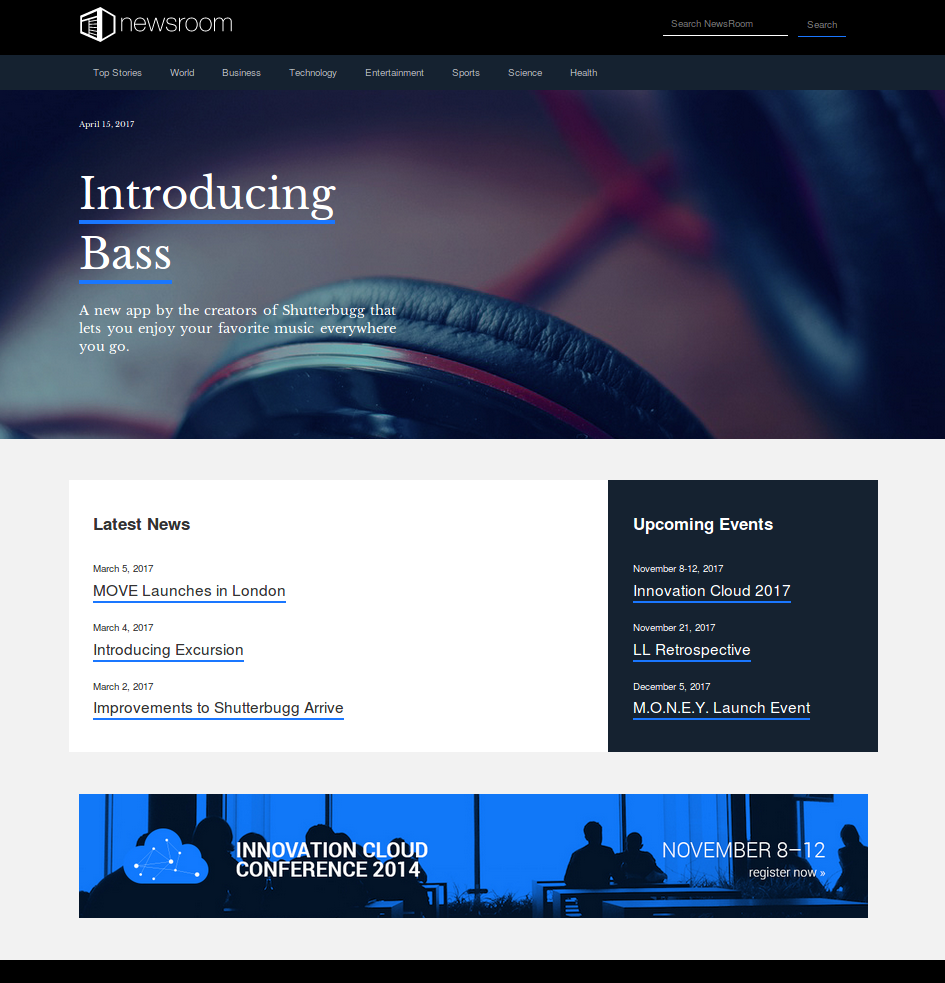 newsroom
Search NewsRoom
Search
Top Stories World Business Technology Entertainment Sports Science Health
April 15, 2017
Introducing
Bass
A new app by the creators of Shutterbugg that
lets you enjoy your favorite music everywhere
you go.
Latest News
March 5, 2017
MOVE Launches in London
March 4, 2017
Introducing Excursion
March 2, 2017
Improvements to Shutterbugg Arrive
Upcoming Events
November 8-12, 2017
Innovation Cloud 2017
November 21, 2017
LL Retrospective
December 5, 2017
M.O.N.E.Y. Launch Event
INNOVATION CLOUD
CONFERENCE 2014
NOVEMBER 8–12
register now »